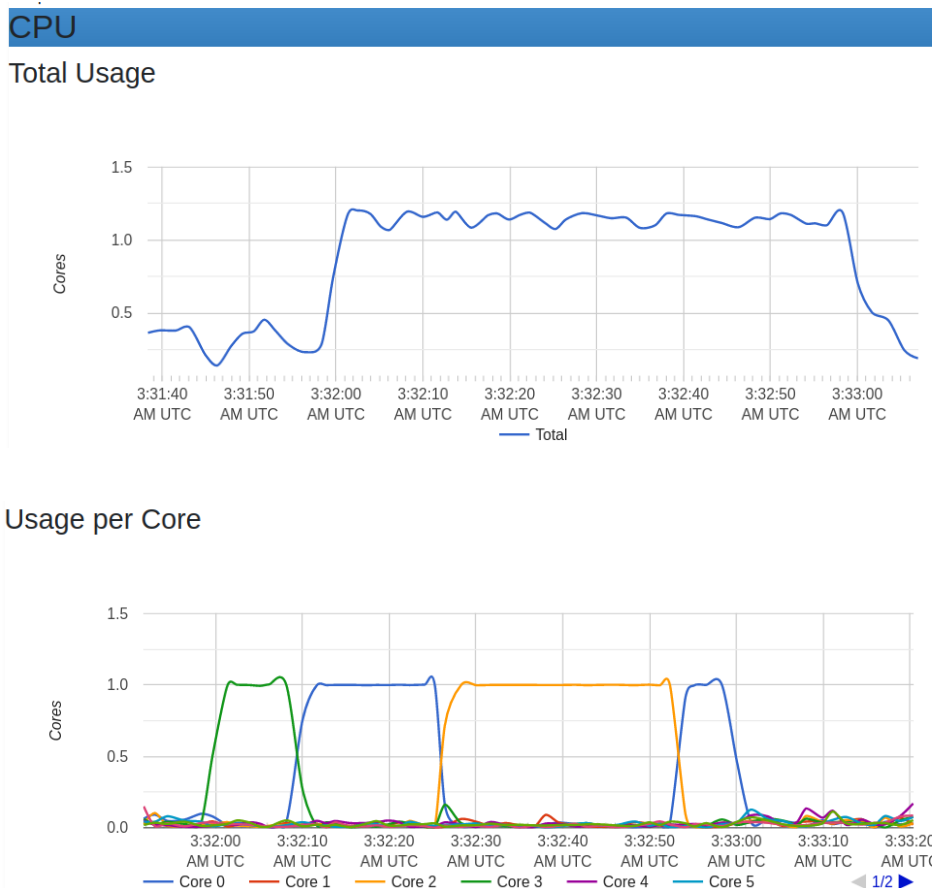 CPU
Total Usage
1.5
1.0
0.5
Cores
3:31:40 3:31:50 3:32:00 3:32:10 3:32:20 3:32:30 3:32:40 3:32:50 3:33:00
AM UTC AM UTC AM UTC AM UTC AM UTC AM UTC AM UTC AM UTC AM UTC
Total
Usage per Core
1.5
1.0
0.5
0.0
Cores
3:32:00 3:32:10 3:32:20 3:32:30 3:32:40 3:32:50 3:33:00 3:33:10 3:33:20
AM UTC AM UTC AM UTC AM UTC AM UTC AM UTC AM UTC AM UTC AM UT
Core 0 Core 1 Core 2 Core 3 Core 4 Core 5 1/2